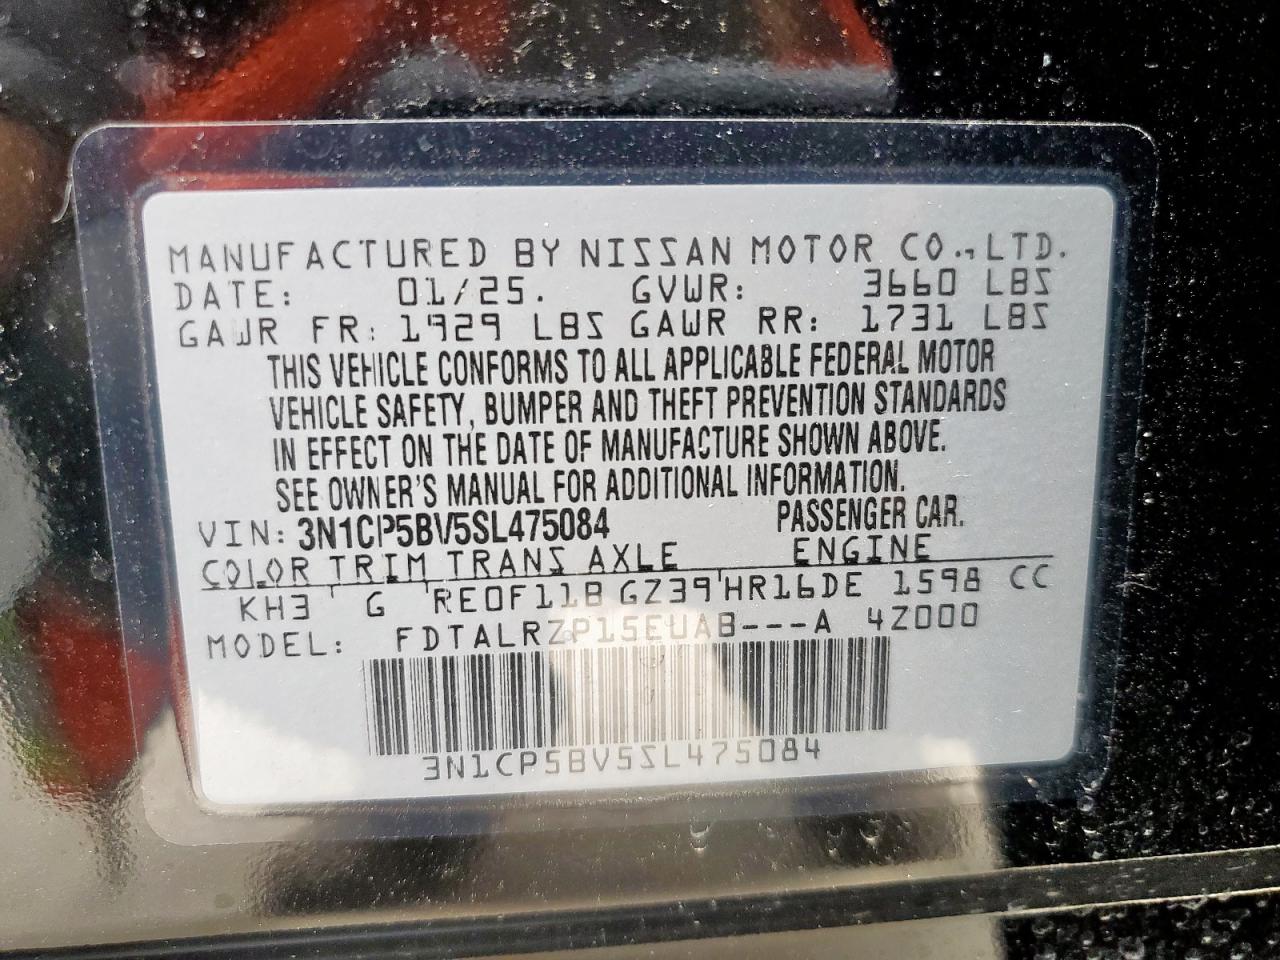 MANUFACTURED BY NISSAN MOTOR CO.,LTD.
DATE: 01/25. GVWR: 3660 LBS
GAWR FR: 1929 LBS GAWR RR: 1731 LBS
THIS VEHICLE CONFORMS TO ALL APPLICABLE FEDERAL MOTOR
VEHICLE SAFETY, BUMPER AND THEFT PREVENTION STANDARDS
IN EFFECT ON THE DATE OF MANUFACTURE SHOWN ABOVE.
SEE OWNER'S MANUAL FOR ADDITIONAL INFORMATION.
VIN: 3N1CP5BV5SL475084 PASSENGER CAR.
COLOR TRIM TRANS AXLE ENGINE
KH3 G RE0F11B GZ39 HR16DE 1598 CC
MODEL: FDTALRZP15EUAB---A 4Z000
3N1CP5BV5SL475084